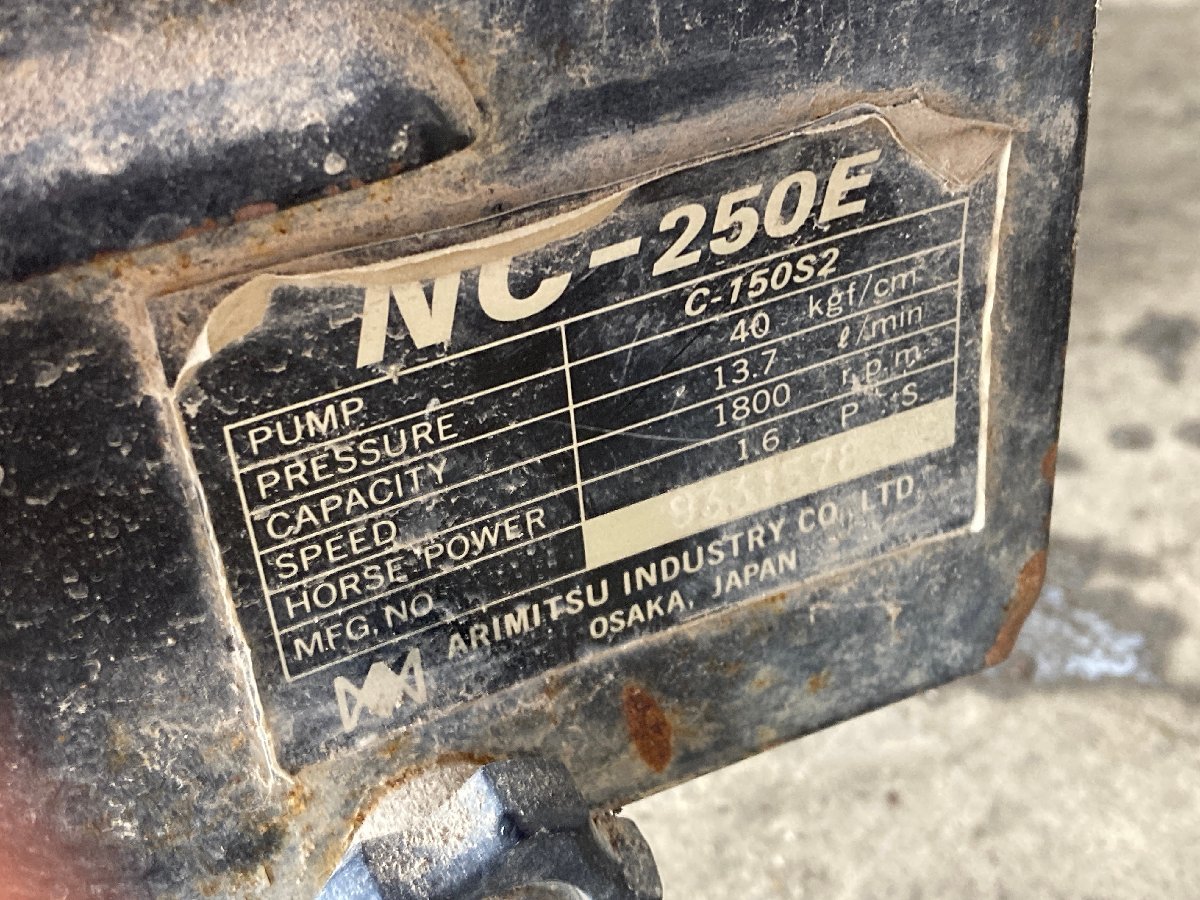 NC-250E
PUMP C-150S2
PRESSURE 40 kgf/cm²
CAPACITY 13.7 ℓ/min
SPEED 1800 r.p.m.
HORSE POWER 1.6 P.S
MFG. NO.
ARIMITSU INDUSTRY CO., LTD.
OSAKA, JAPAN